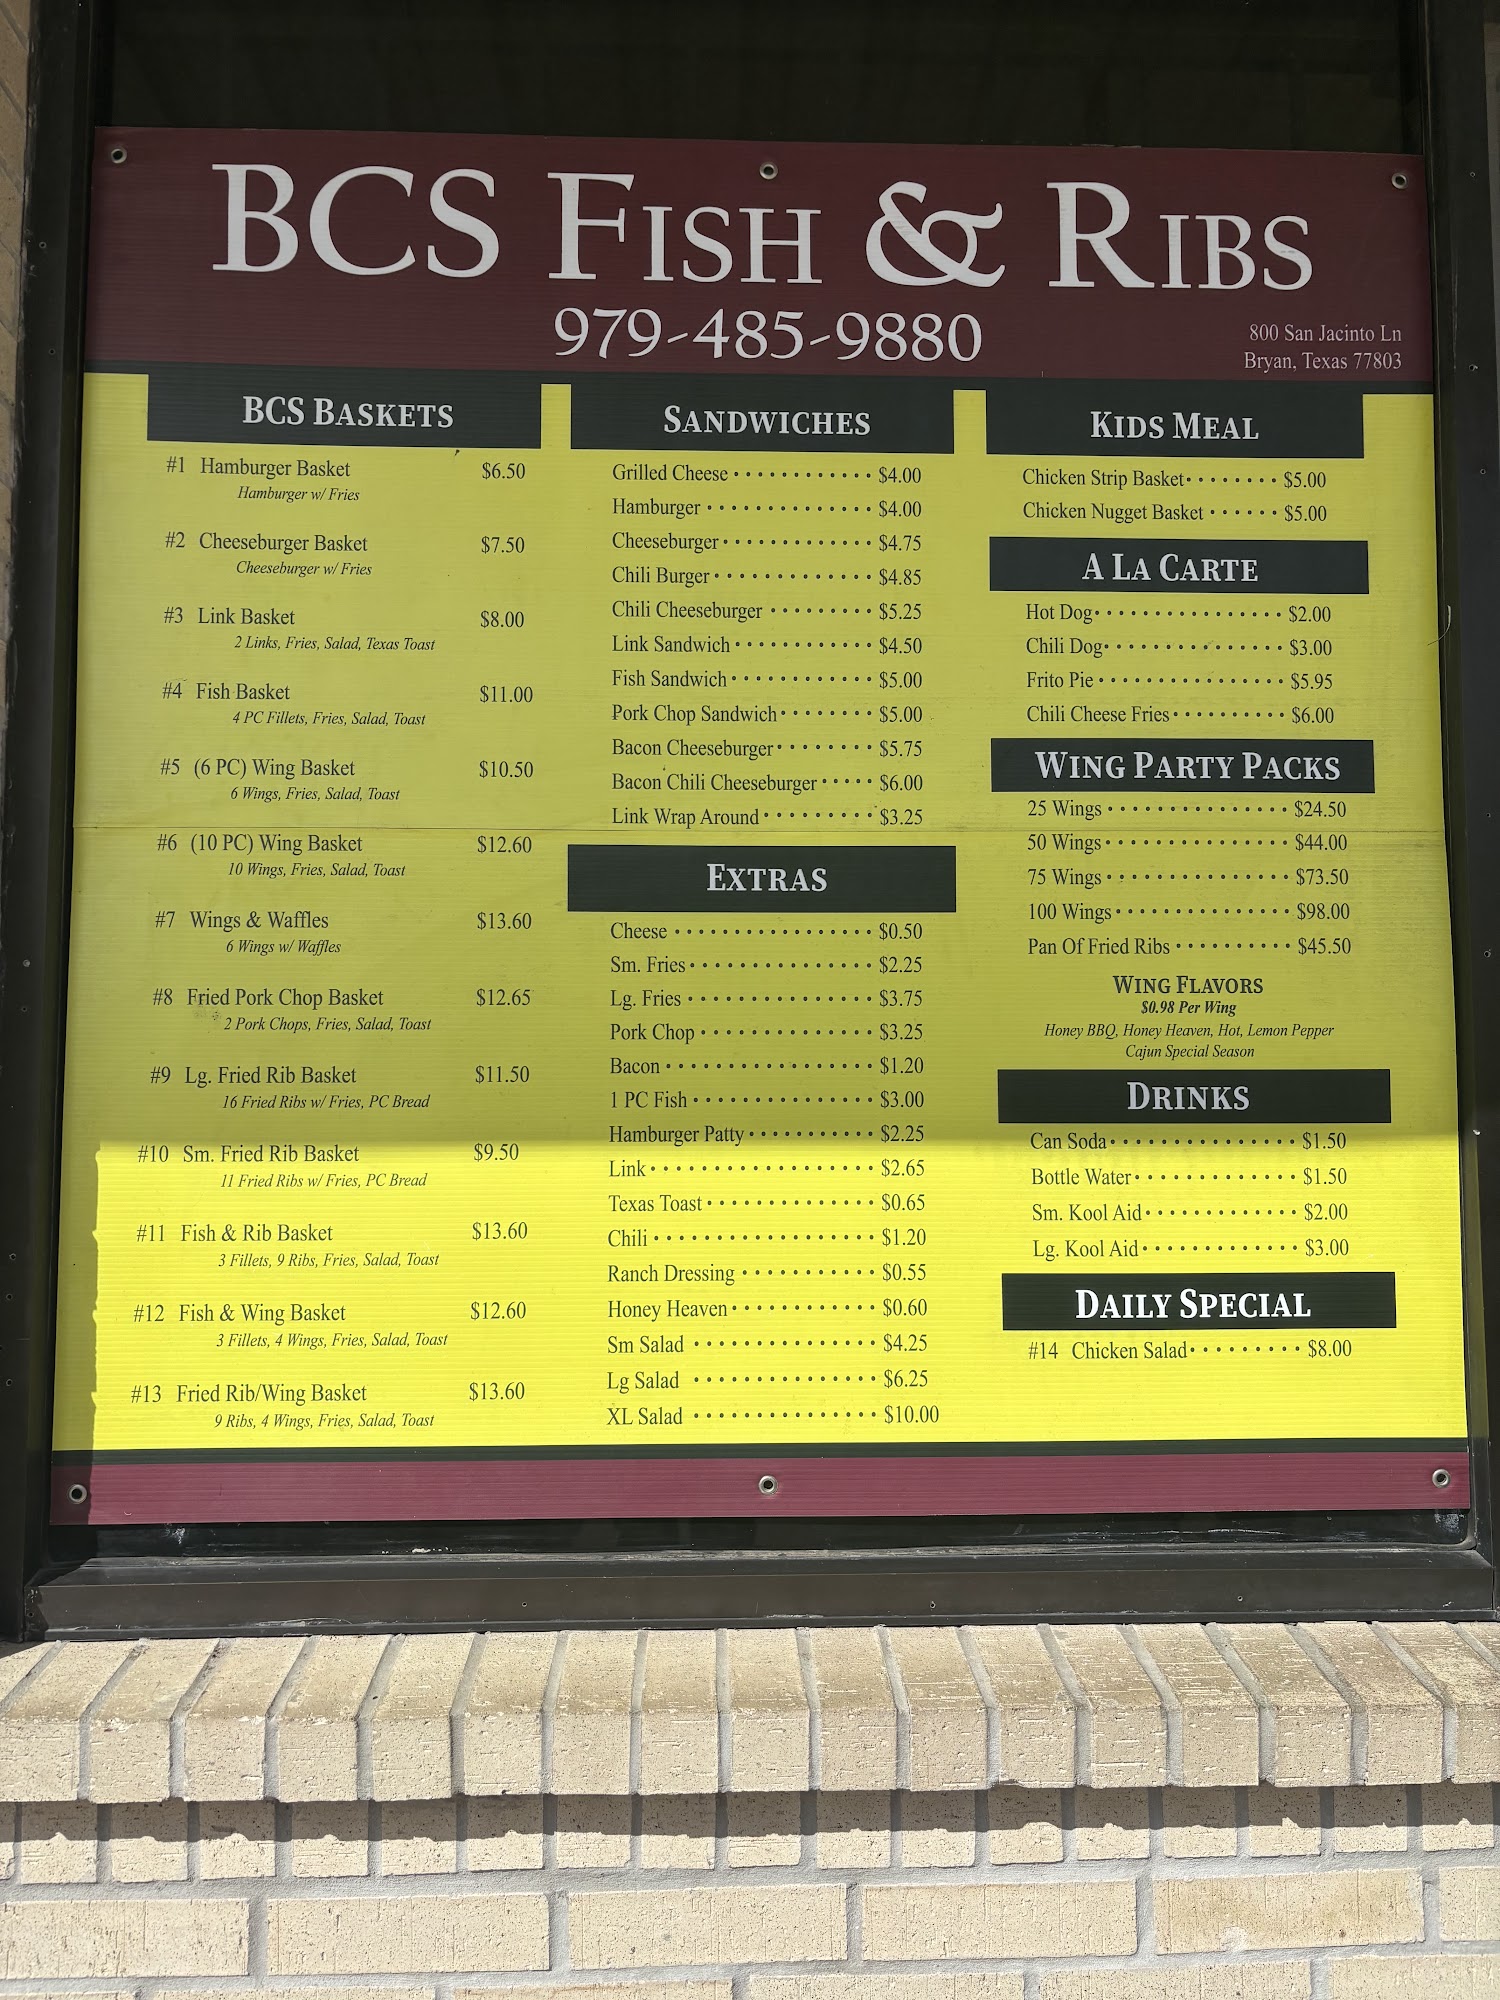 BCS FISH & RIBS
979-485-9880
800 San Jacinto Ln
Bryan, Texas 77803
BCS BASKETS
#1 Hamburger Basket $6.50
Hamburger w/ Fries
#2 Cheeseburger Basket $7.50
Cheeseburger w/ Fries
#3 Link Basket $8.00
2 Links, Fries, Salad, Texas Toast
#4 Fish Basket $11.00
4 PC Fillets, Fries, Salad, Toast
#5 (6 PC) Wing Basket $10.50
6 Wings, Fries, Salad, Toast
#6 (10 PC) Wing Basket $12.60
10 Wings, Fries, Salad, Toast
#7 Wings & Waffles $13.60
6 Wings w/ Waffles
#8 Fried Pork Chop Basket $12.65
2 Pork Chops, Fries, Salad, Toast
#9 Lg. Fried Rib Basket $11.50
16 Fried Ribs w/ Fries, PC Bread
#10 Sm. Fried Rib Basket $9.50
11 Fried Ribs w/ Fries, PC Bread
#11 Fish & Rib Basket $13.60
3 Fillets, 9 Ribs, Fries, Salad, Toast
#12 Fish & Wing Basket $12.60
3 Fillets, 4 Wings, Fries, Salad, Toast
#13 Fried Rib/Wing Basket $13.60
9 Ribs, 4 Wings, Fries, Salad, Toast
SANDWICHES
Grilled Cheese $4.00
Hamburger $4.00
Cheeseburger $4.75
Chili Burger $4.85
Chili Cheeseburger $5.25
Link Sandwich $4.50
Fish Sandwich $5.00
Pork Chop Sandwich $5.00
Bacon Cheeseburger $5.75
Bacon Chili Cheeseburger $6.00
Link Wrap Around $3.25
EXTRAS
Cheese $0.50
Sm. Fries $2.25
Lg. Fries $3.75
Pork Chop $3.25
Bacon $1.20
1 PC Fish $3.00
Hamburger Patty $2.25
Link $2.65
Texas Toast $0.65
Chili $1.20
Ranch Dressing $0.55
Honey Heaven $0.60
Sm Salad $4.25
Lg Salad $6.25
XL Salad $10.00
KIDS MEAL
Chicken Strip Basket $5.00
Chicken Nugget Basket $5.00
A LA CARTE
Hot Dog $2.00
Chili Dog $3.00
Frito Pie $5.95
Chili Cheese Fries $6.00
WING PARTY PACKS
25 Wings $24.50
50 Wings $44.00
75 Wings $73.50
100 Wings $98.00
Pan Of Fried Ribs $45.50
WING FLAVORS
$0.98 Per Wing
Honey BBQ, Honey Heaven, Hot, Lemon Pepper
Cajun Special Season
DRINKS
Can Soda $1.50
Bottle Water $1.50
Sm. Kool Aid $2.00
Lg. Kool Aid $3.00
DAILY SPECIAL
#14 Chicken Salad $8.00